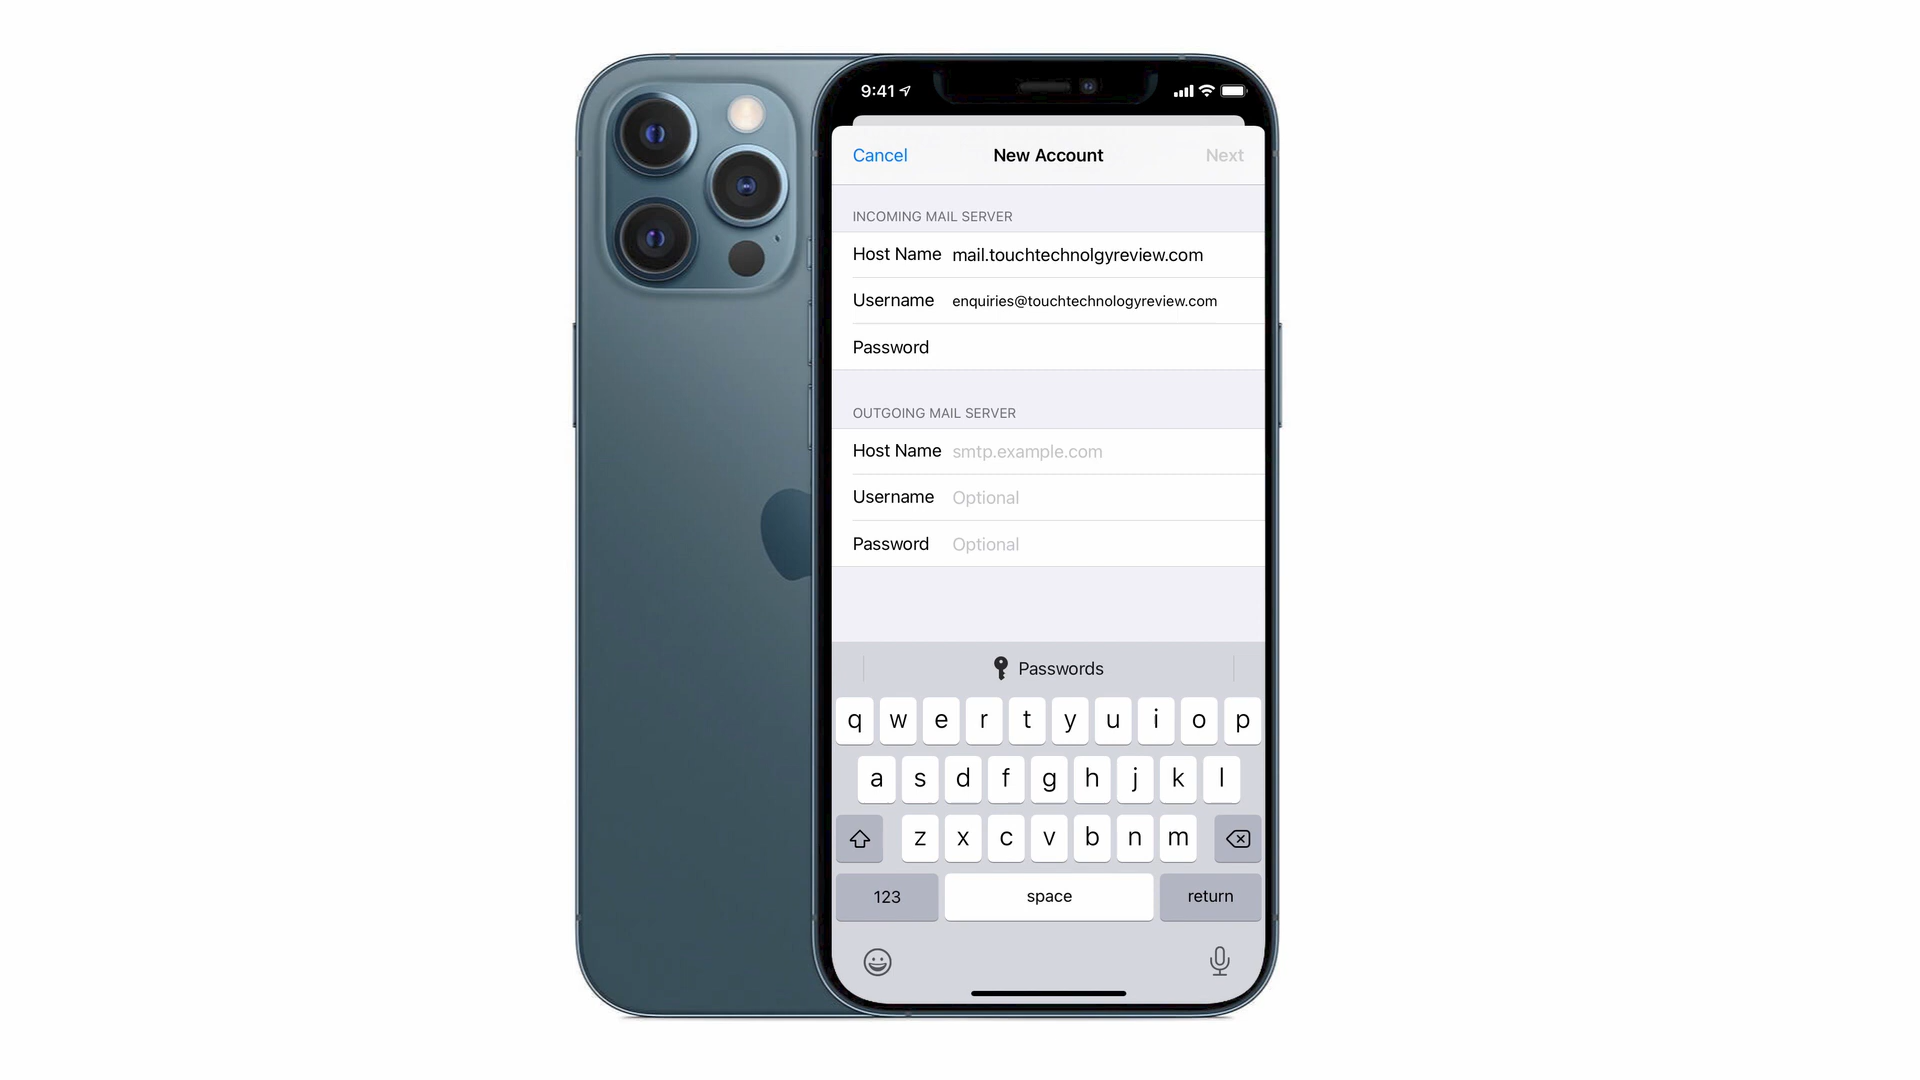 9:41
Cancel New Account Next
INCOMING MAIL SERVER
Host Name mail.touchtechnolgyreview.com
Username enquiries@touchtechnologyreview.com
Password
OUTGOING MAIL SERVER
Host Name smtp.example.com
Username Optional
Password Optional
Passwords
q w e r t y u i o p
a s d f g h j k l
z x c v b n m
123 space return